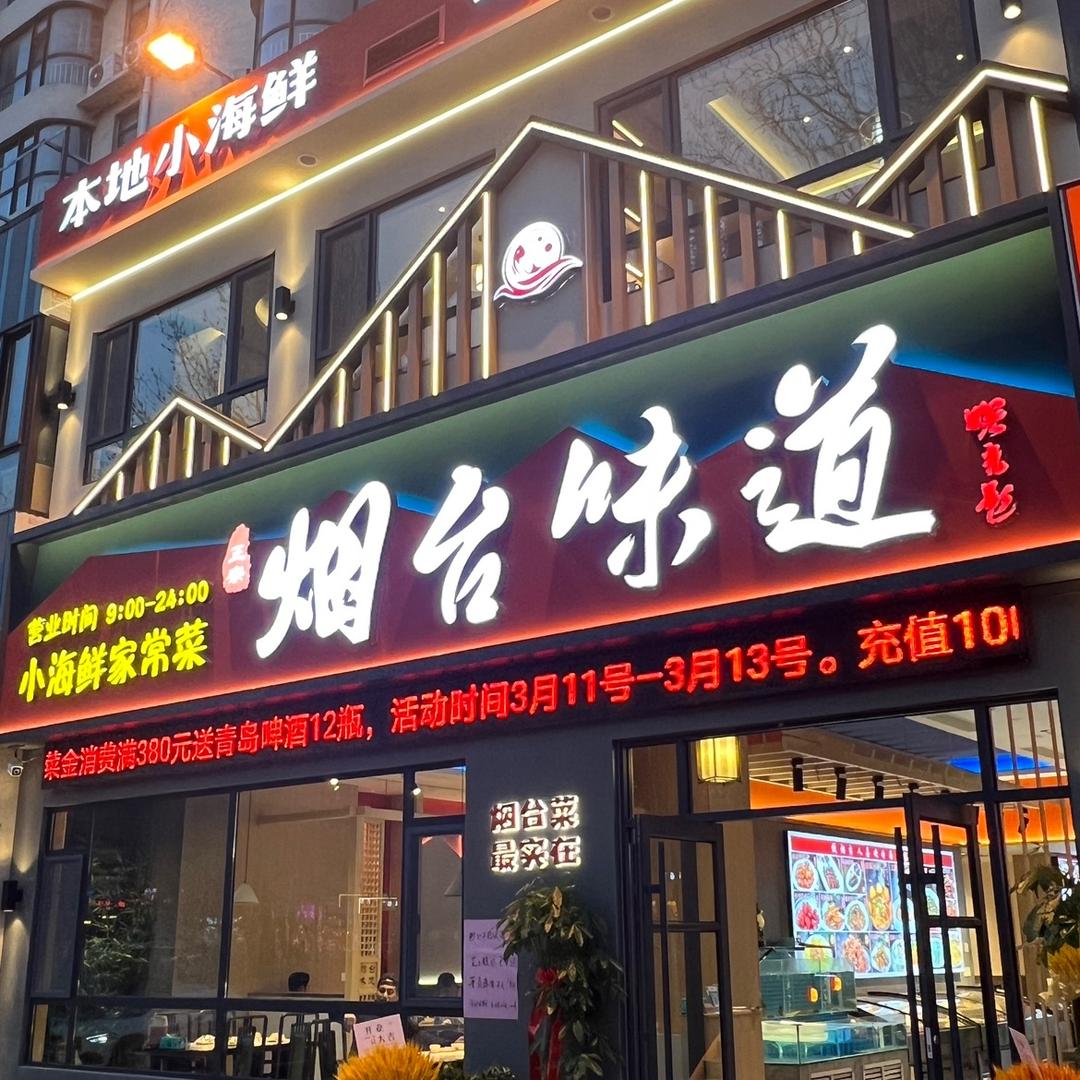 本地小海鲜
烟台味道
营业时间 9:00-24:00
小海鲜家常菜
菜金消费满380元送青岛啤酒12瓶，活动时间3月11号-3月13号。充值10
烟台菜
最实在